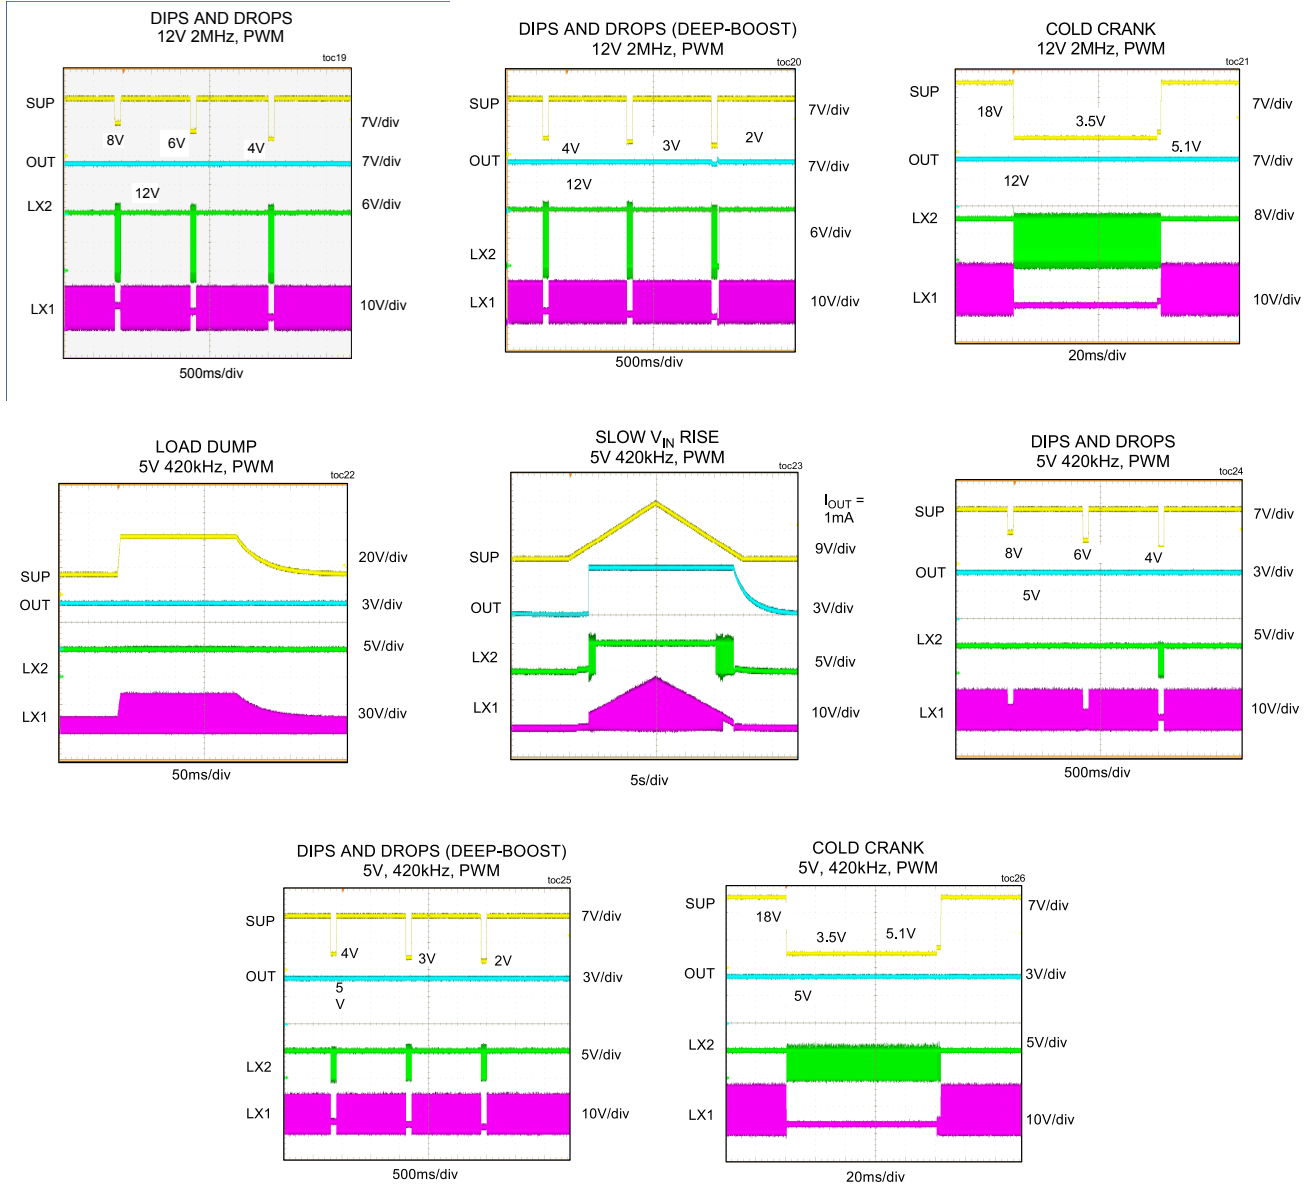 DIPS AND DROPS
12V 2MHz, PWM
toc19
SUP
7V/div
8V
6V
4V
OUT
7V/div
12V
LX2
6V/div
LX1
10V/div
500ms/div
DIPS AND DROPS (DEEP-BOOST)
12V 2MHz, PWM
toc20
SUP
7V/div
4V
3V
2V
OUT
7V/div
12V
6V/div
LX2
LX1
10V/div
500ms/div
COLD CRANK
12V 2MHz, PWM
toc21
SUP
7V/div
18V
3.5V
5.1V
OUT
7V/div
12V
LX2
8V/div
LX1
10V/div
20ms/div
LOAD DUMP
5V 420kHz, PWM
toc22
20V/div
SUP
OUT
3V/div
5V/div
LX2
LX1
30V/div
50ms/div
SLOW VIN RISE
5V 420kHz, PWM
toc23
IOUT =
1mA
9V/div
SUP
OUT
3V/div
LX2
5V/div
LX1
10V/div
5s/div
DIPS AND DROPS
5V 420kHz, PWM
toc24
SUP
7V/div
8V
6V
4V
OUT
3V/div
5V
LX2
5V/div
LX1
10V/div
500ms/div
DIPS AND DROPS (DEEP-BOOST)
5V, 420kHz, PWM
toc25
SUP
7V/div
4V
3V
2V
OUT
3V/div
5
V
5V/div
LX2
LX1
10V/div
500ms/div
COLD CRANK
5V, 420kHz, PWM
toc26
SUP
7V/div
18V
3.5V
5.1V
OUT
3V/div
5V
LX2
5V/div
LX1
10V/div
20ms/div